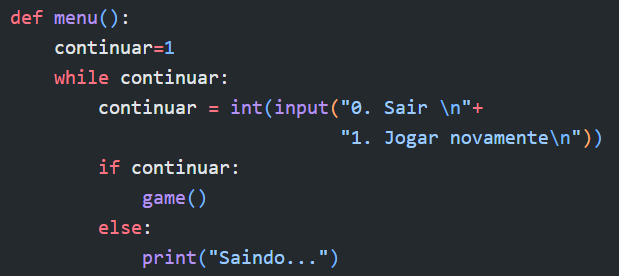 def menu():
    continuar=1
    while continuar:
        continuar = int(input("0. Sair \n"+
                              "1. Jogar novamente\n"))
        if continuar:
            game()
        else:
            print("Saindo...")